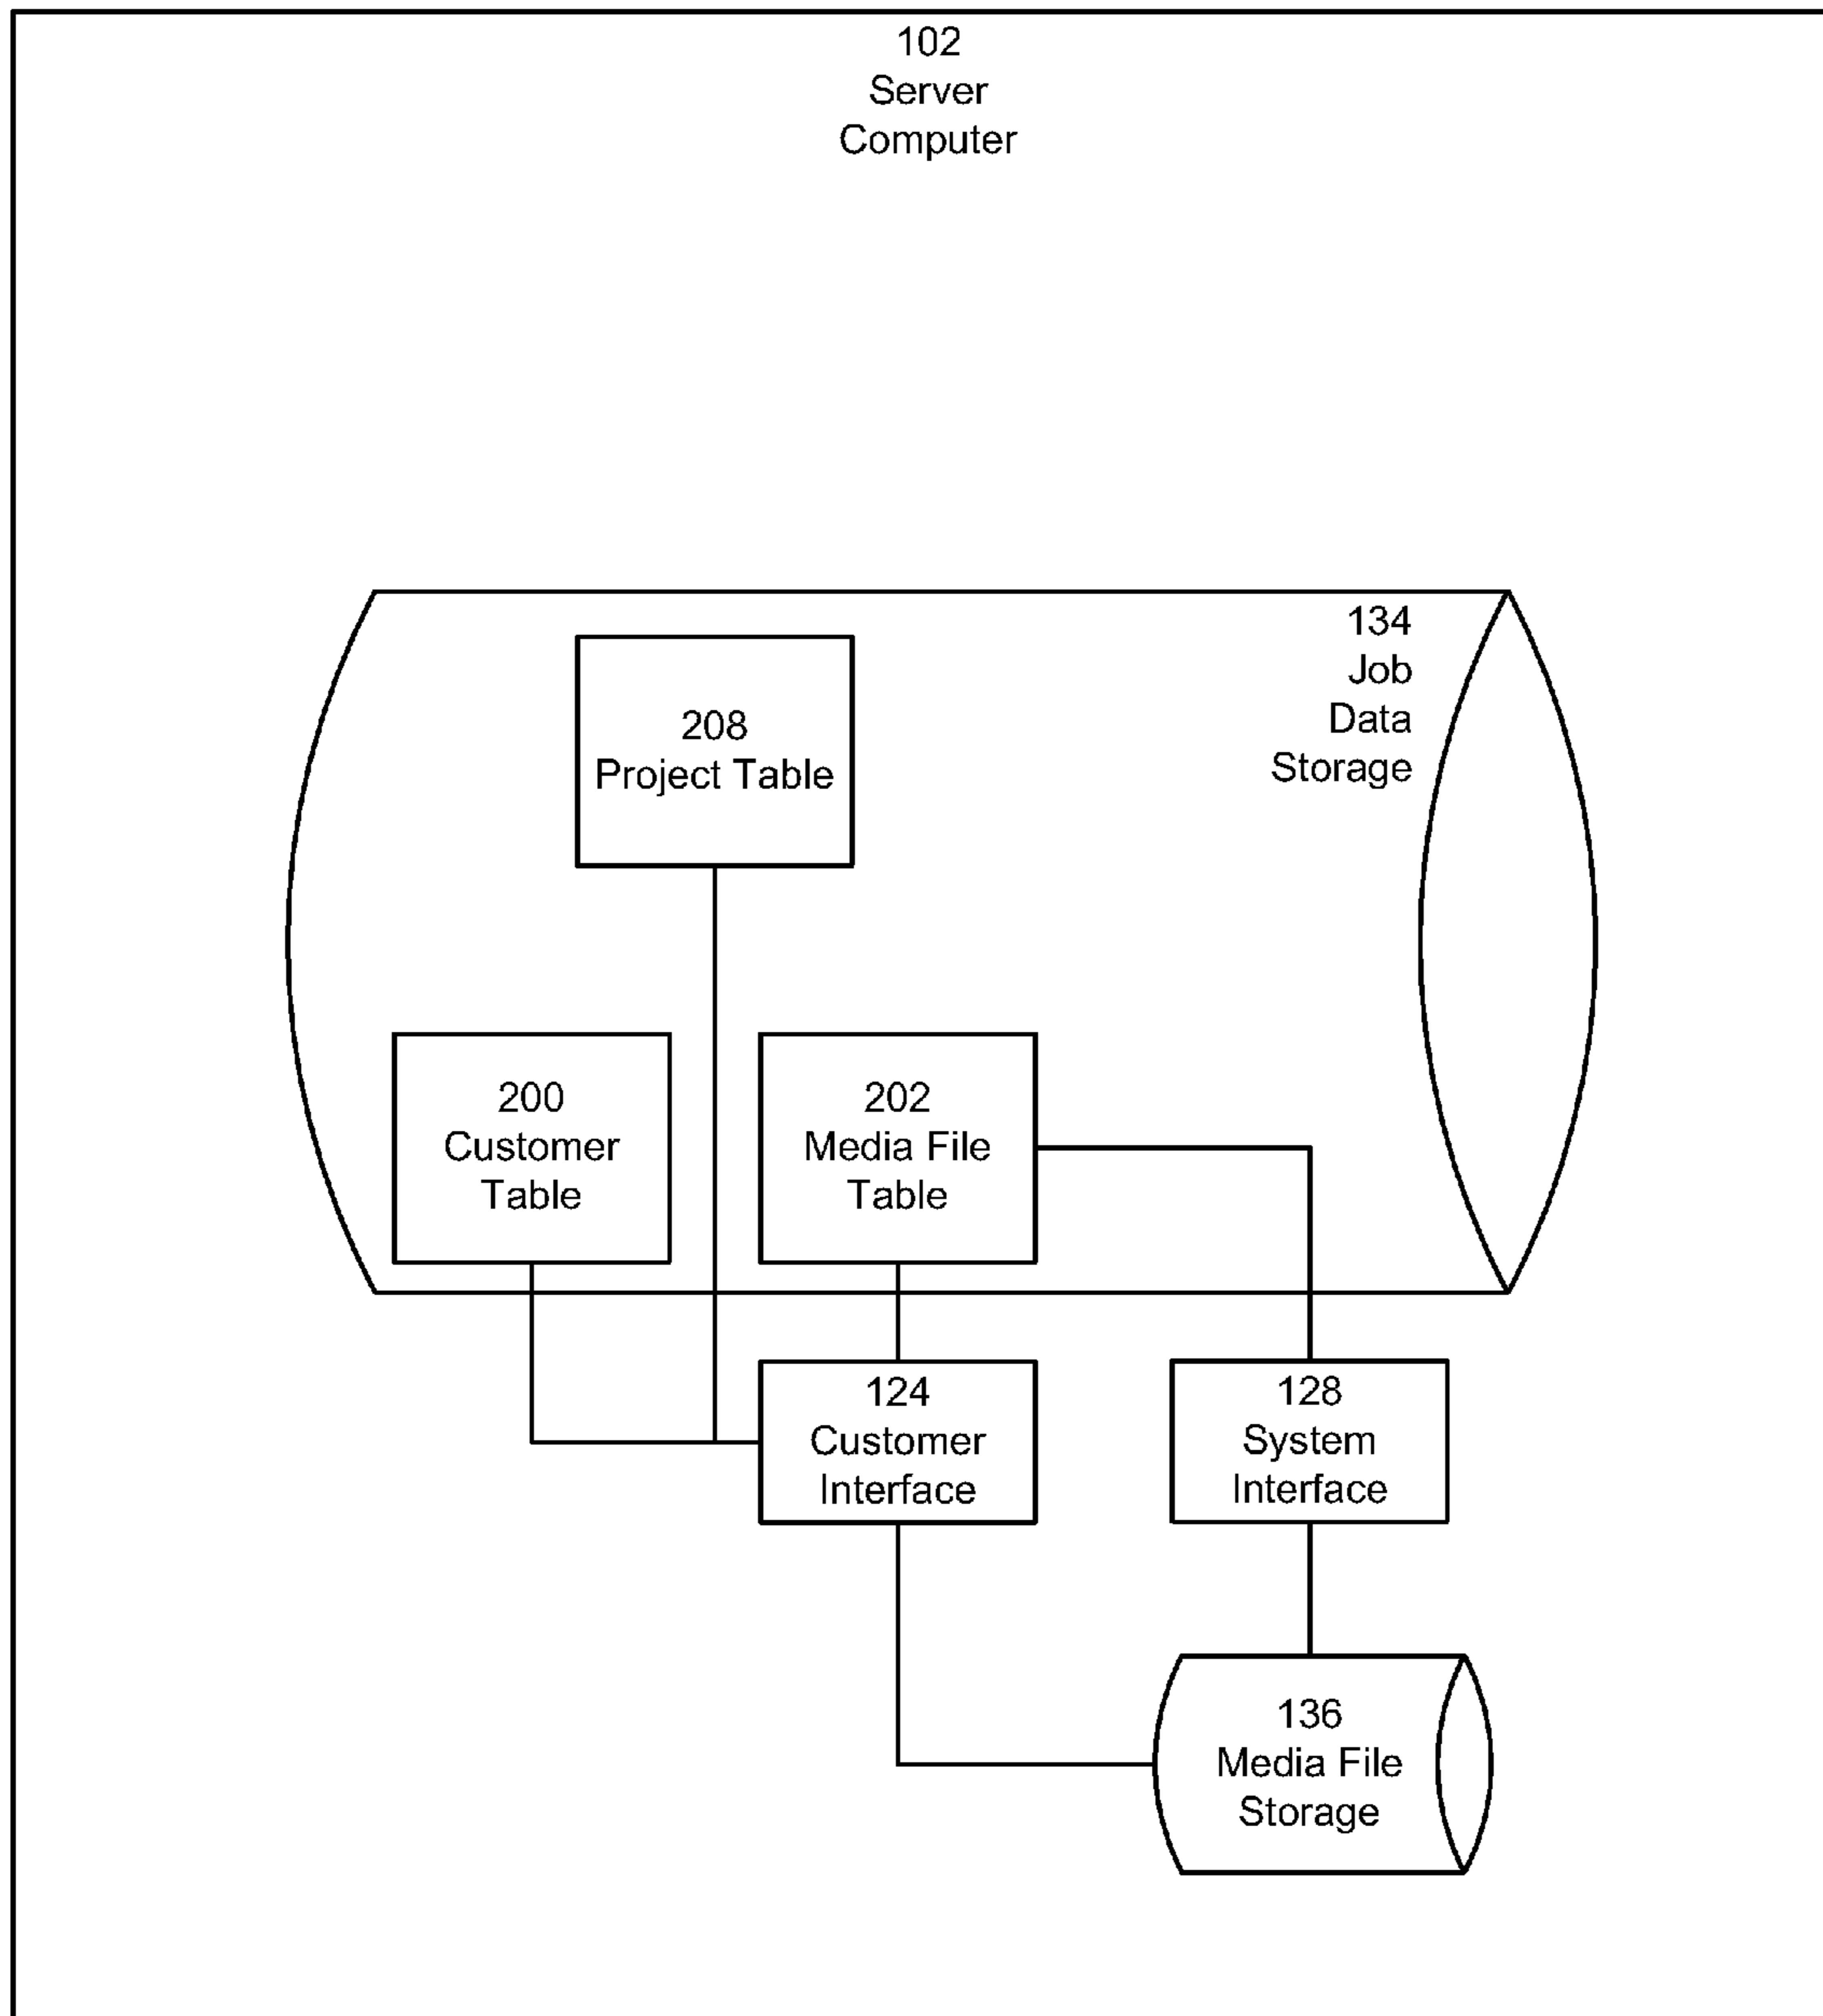 102
Server
Computer
134
Job
Data
Storage
208
Project Table
200
Customer
Table
202
Media File
Table
124
Customer
Interface
128
System
Interface
136
Media File
Storage